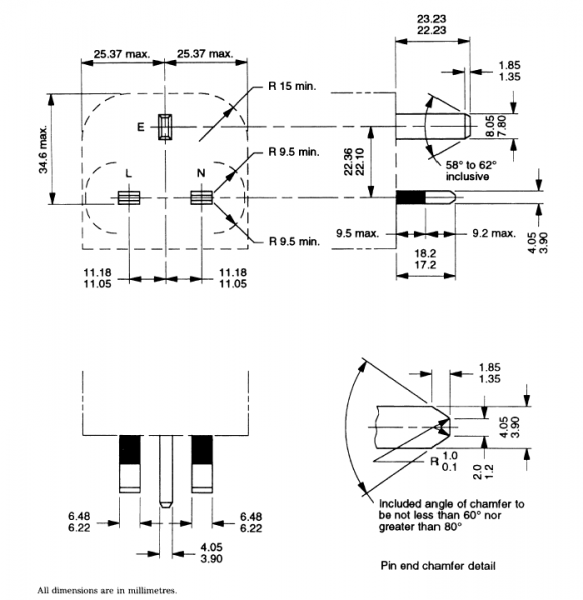 23.23
22.23
25.37 max. 25.37 max.
1.85
1.35
R 15 min.
E
8.05
7.80
34.6 max.
L N
R 9.5 min.
22.36
22.10
58° to 62°
inclusive
R 9.5 min.
9.5 max. 9.2 max.
4.05
3.90
18.2
17.2
11.18 11.18
11.05 11.05
1.85
1.35
4.05
3.90
R 1.0
0.1
2.0
1.2
6.48 6.48
6.22 6.22
Included angle of chamfer to
be not less than 60° nor
greater than 80°
4.05
3.90
Pin end chamfer detail
All dimensions are in millimetres.